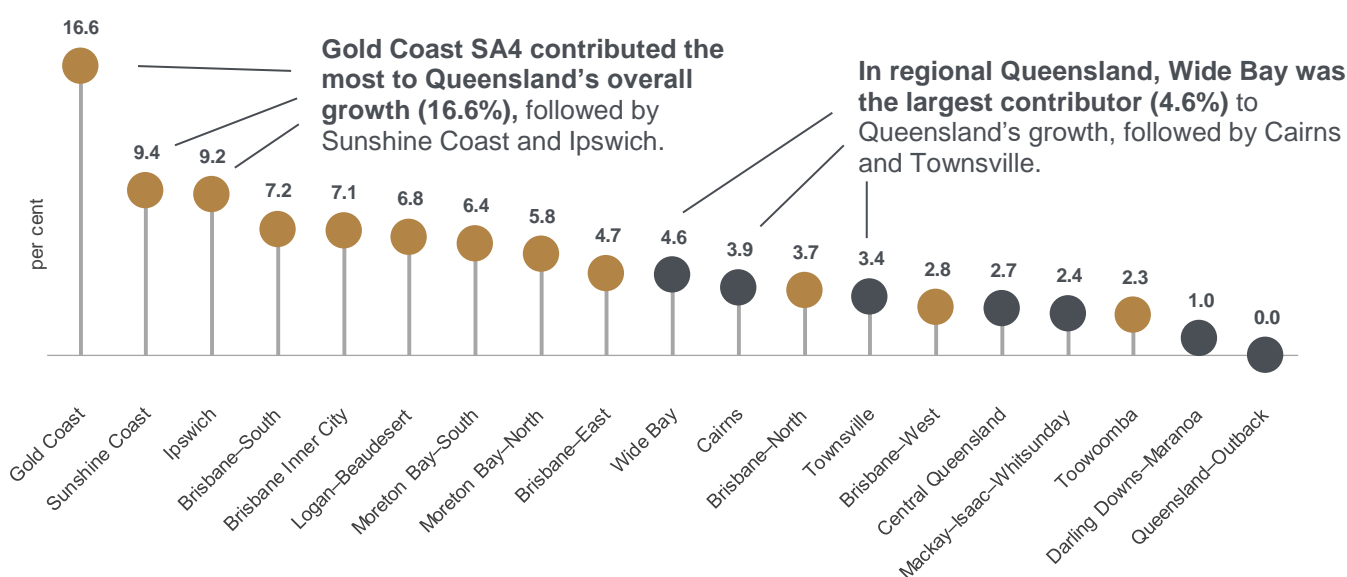 16.6
Gold Coast SA4 contributed the
most to Queensland's overall
growth (16.6%), followed by
Sunshine Coast and Ipswich.
In regional Queensland, Wide Bay was
the largest contributor (4.6%) to
Queensland's growth, followed by Cairns
and Townsville.
per cent
9.4
9.2
7.2
7.1
6.8
6.4
5.8
4.7
4.6
3.9
3.7
3.4
2.8
2.7
2.4
2.3
1.0
0.0
Gold Coast
Sunshine Coast
Ipswich
Brisbane–South
Brisbane Inner City
Logan–Beaudesert
Moreton Bay–South
Moreton Bay–North
Brisbane–East
Wide Bay
Cairns
Brisbane–North
Townsville
Brisbane–West
Central Queensland
Mackay–Isaac–Whitsunday
Toowoomba
Darling Downs–Maranoa
Queensland–Outback